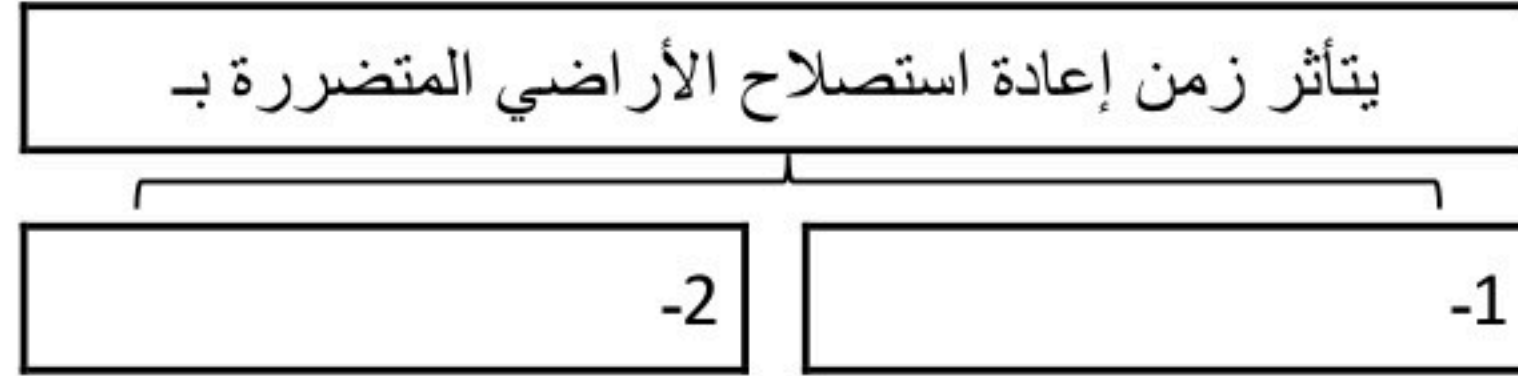 يتأثر زمن إعادة استصلاح الأراضي المتضررة بـ
1-
2-